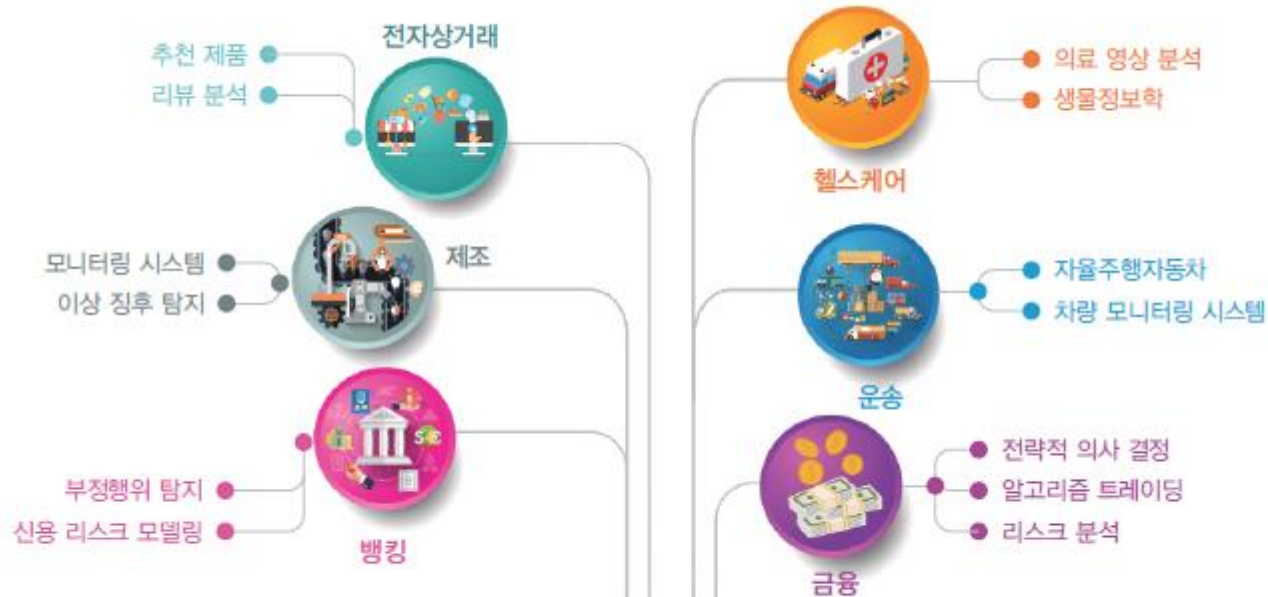 전자상거래
추천 제품
리뷰 분석
제조
모니터링 시스템
이상 징후 탐지
뱅킹
부정행위 탐지
신용 리스크 모델링
헬스케어
의료 영상 분석
생물정보학
운송
자율주행자동차
차량 모니터링 시스템
금융
전략적 의사 결정
알고리즘 트레이딩
리스크 분석